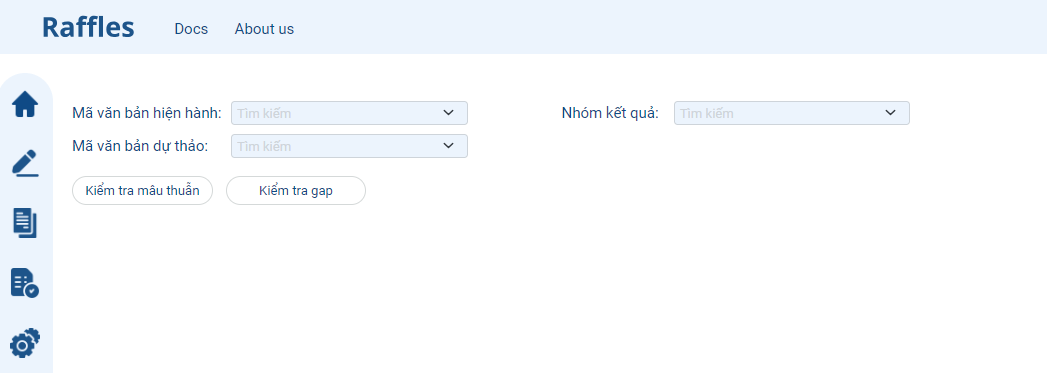 Raffles Docs About us
Mã văn bản hiện hành: Tìm kiếm Nhóm kết quả: Tìm kiếm
Mã văn bản dự thảo: Tìm kiếm
Kiểm tra mâu thuẫn Kiểm tra gap